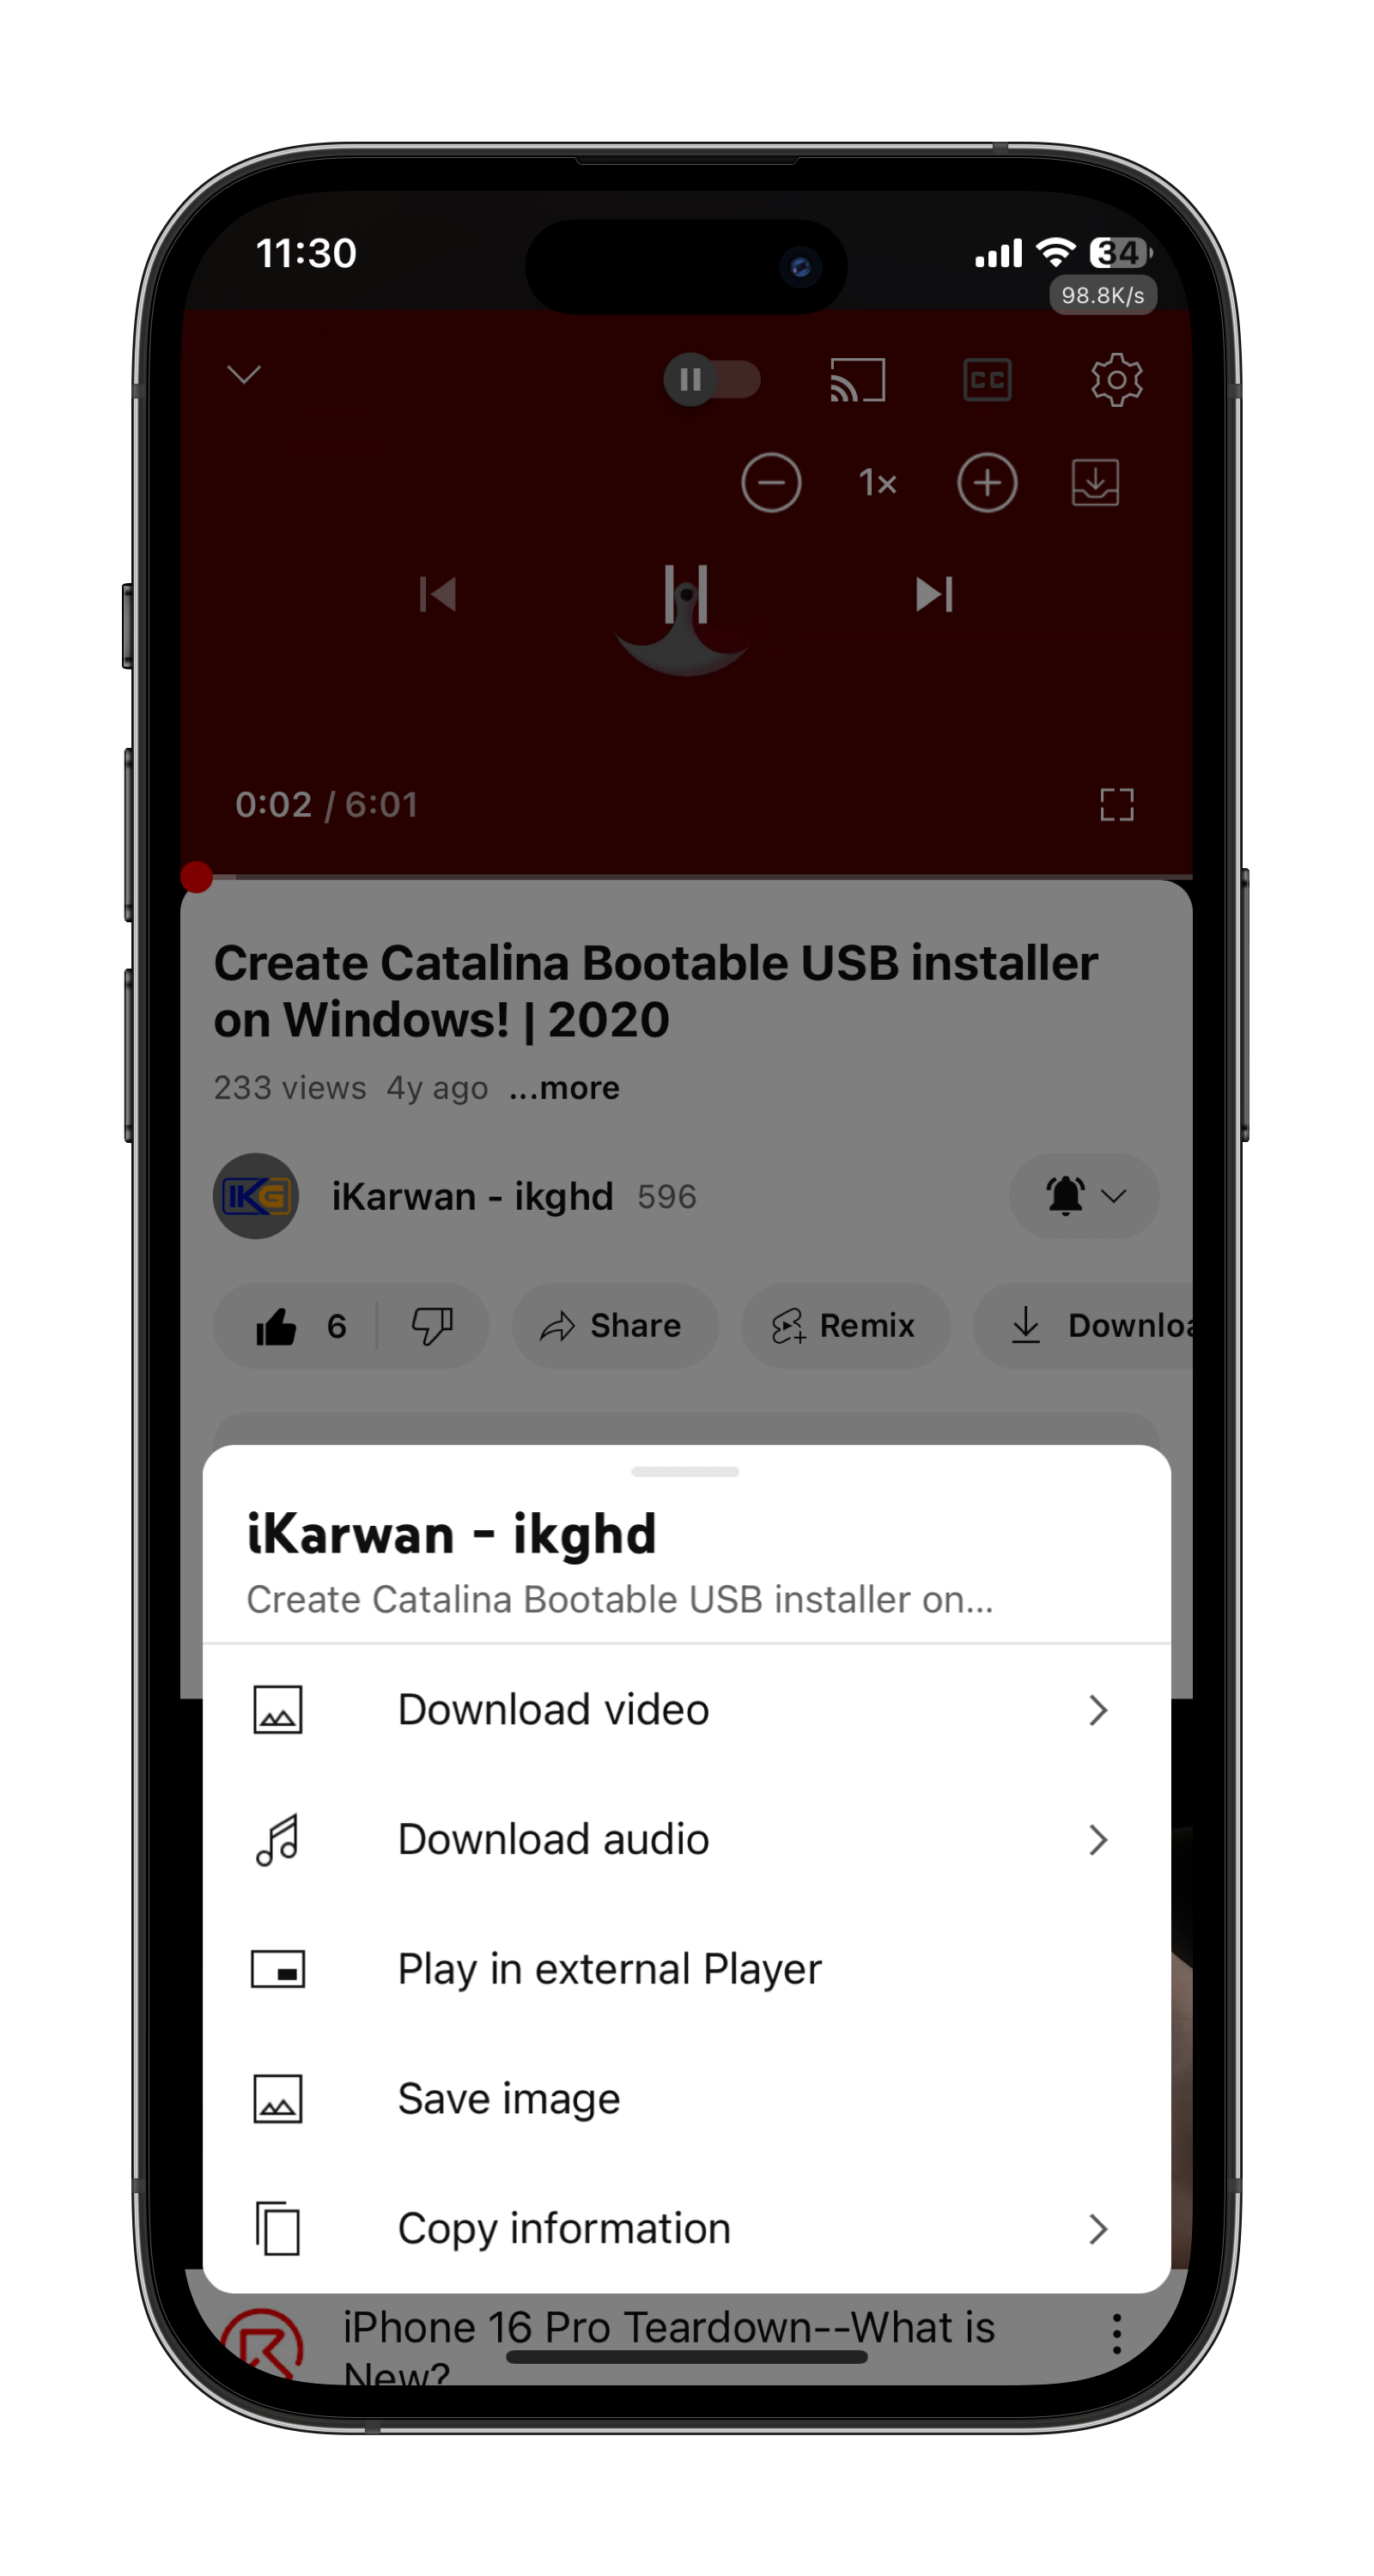 11:30
34
98.8K/s
CC
1×
0:02 / 6:01
Create Catalina Bootable USB installer
on Windows! | 2020
233 views 4y ago ...more
IKG
iKarwan - ikghd 596
6 Share Remix Downloa
iKarwan - ikghd
Create Catalina Bootable USB installer on...
Download video
Download audio
Play in external Player
Save image
Copy information
iPhone 16 Pro Teardown--What is
New?